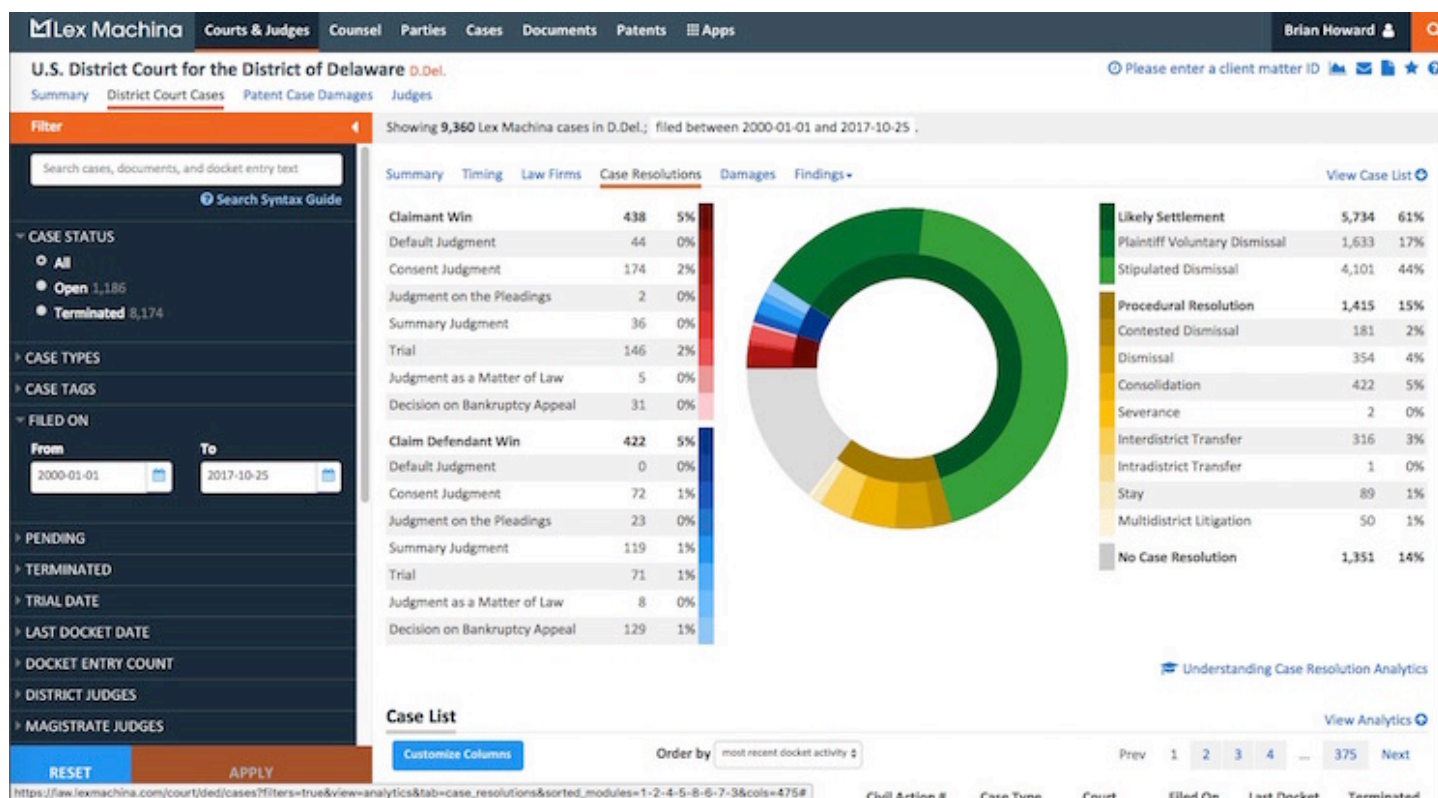 Lex Machina Courts & Judges Counsel Parties Cases Documents Patents Apps Brian Howard
U.S. District Court for the District of Delaware D.Del.
Please enter a client matter ID
Summary District Court Cases Patent Case Damages Judges
Filter
Search cases, documents, and docket entry text
Search Syntax Guide
CASE STATUS
All
Open 1,186
Terminated 8,174
CASE TYPES
CASE TAGS
FILED ON
From To
2000-01-01 2017-10-25
PENDING
TERMINATED
TRIAL DATE
LAST DOCKET DATE
DOCKET ENTRY COUNT
DISTRICT JUDGES
MAGISTRATE JUDGES
RESET APPLY
Showing 9,360 Lex Machina cases in D.Del.; filed between 2000-01-01 and 2017-10-25 .
Summary Timing Law Firms Case Resolutions Damages Findings
View Case List
Claimant Win 438 5%
Default Judgment 44 0%
Consent Judgment 174 2%
Judgment on the Pleadings 2 0%
Summary Judgment 36 0%
Trial 146 2%
Judgment as a Matter of Law 5 0%
Decision on Bankruptcy Appeal 31 0%
Claim Defendant Win 422 5%
Default Judgment 0 0%
Consent Judgment 72 1%
Judgment on the Pleadings 23 0%
Summary Judgment 119 1%
Trial 71 1%
Judgment as a Matter of Law 8 0%
Decision on Bankruptcy Appeal 129 1%
Likely Settlement 5,734 61%
Plaintiff Voluntary Dismissal 1,633 17%
Stipulated Dismissal 4,101 44%
Procedural Resolution 1,415 15%
Contested Dismissal 181 2%
Dismissal 354 4%
Consolidation 422 5%
Severance 2 0%
Interdistrict Transfer 316 3%
Intradistrict Transfer 1 0%
Stay 89 1%
Multidistrict Litigation 50 1%
No Case Resolution 1,351 14%
Understanding Case Resolution Analytics
Case List
View Analytics
Customize Columns
Order by most recent docket activity
Prev 1 2 3 4 ... 375 Next
https://law.lexmachina.com/court/ded/cases?filters=true&view=analytics&tab=case_resolutions&sorted_modules=1-2-4-5-8-6-7-3&cols=475#
Civil Action # Case Type Court Filed On Last Docket Terminated